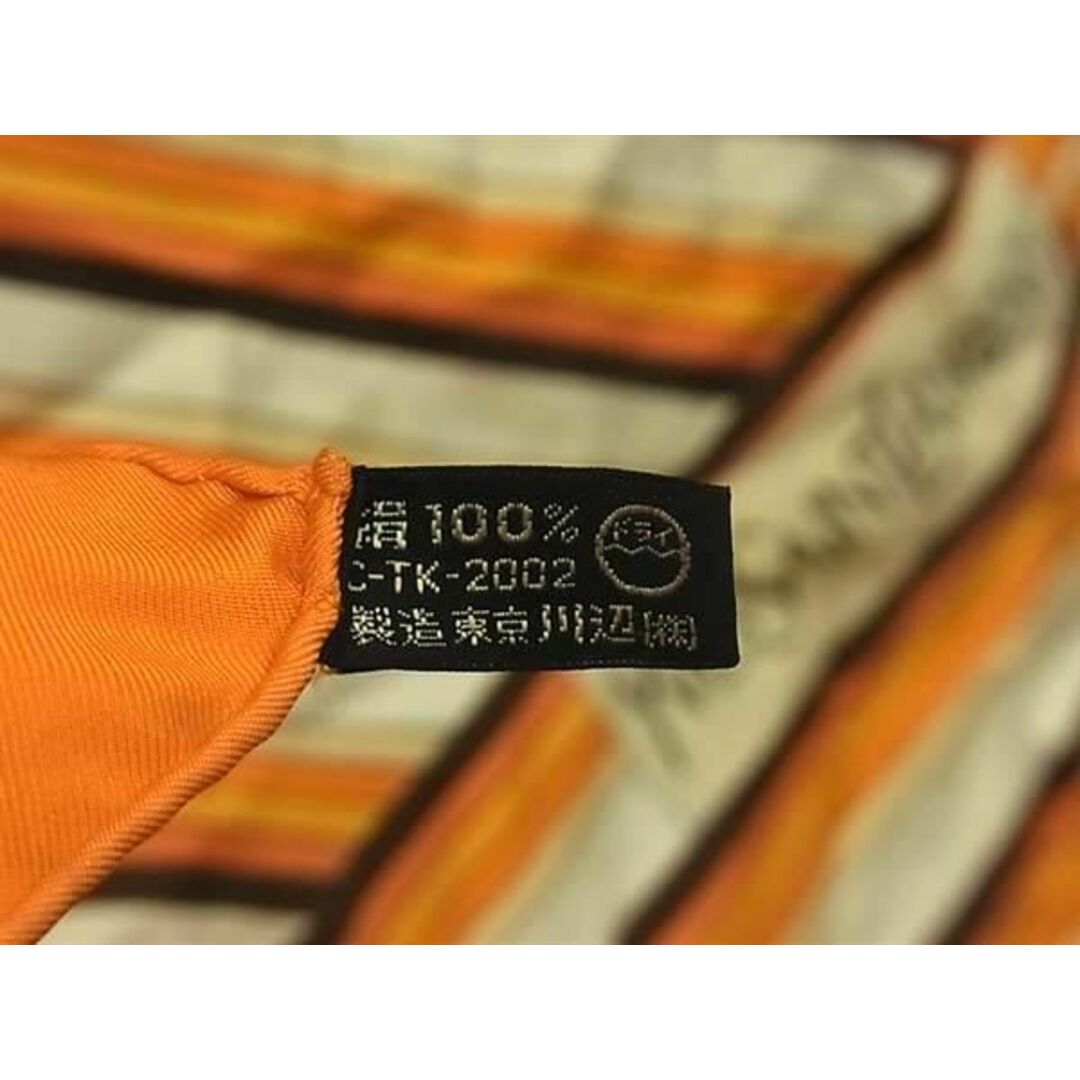 絹 100% ドライ
C-TK-2002
製造 東京川辺(株)